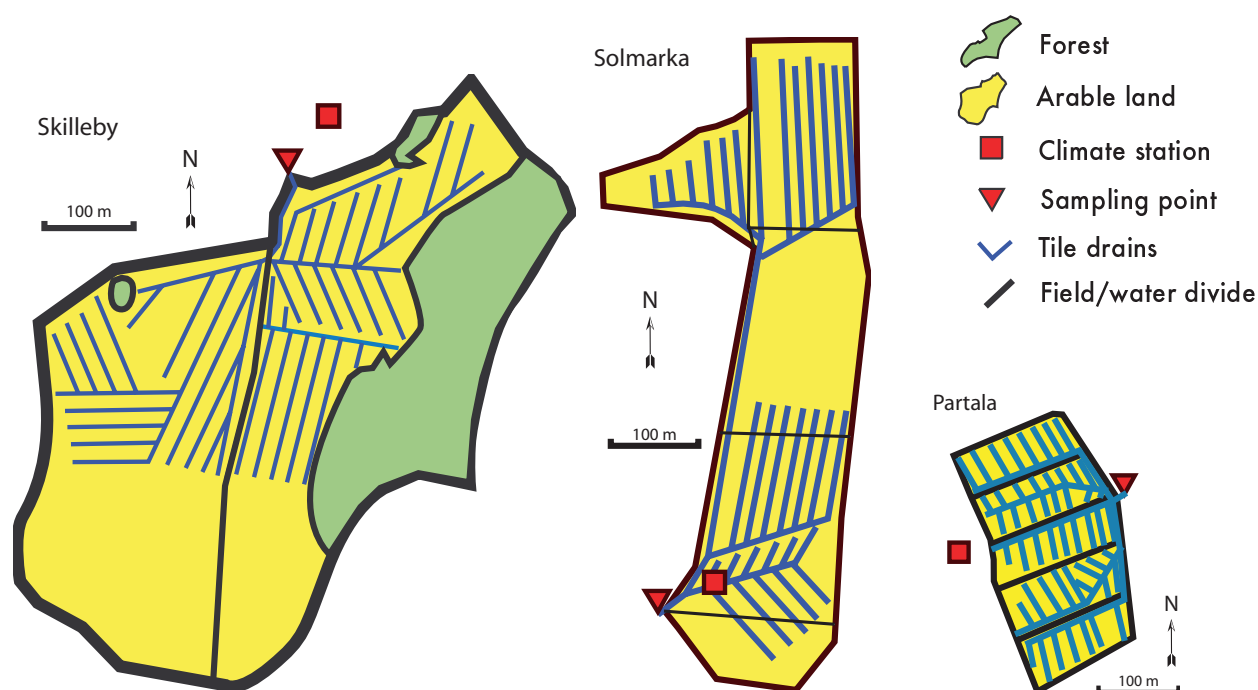 Skilleby
N
100 m
Solmarka
N
100 m
Partala
N
100 m
Forest
Arable land
Climate station
Sampling point
Tile drains
Field/water divide